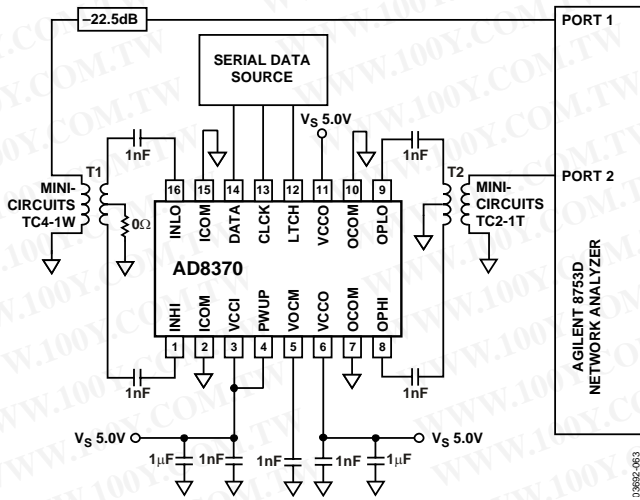 –22.5dB
PORT 1
SERIAL DATA
SOURCE
VS 5.0V
1nF
1nF
T1
T2
PORT 2
MINI-
CIRCUITS
TC4-1W
0Ω
MINI-
CIRCUITS
TC2-1T
16
15
14
13
12
11
10
9
INLO
ICOM
DATA
CLCK
LTCH
VCCO
OCOM
OPLO
AD8370
INHI
ICOM
VCCI
PWUP
VOCM
VCCO
OCOM
OPHI
1
2
3
4
5
6
7
8
1nF
1nF
AGILENT 8753D
NETWORK ANALYZER
VS 5.0V
VS 5.0V
1µF
1nF
1nF
1nF
1µF
03692-063
WWW.100Y.COM.TW